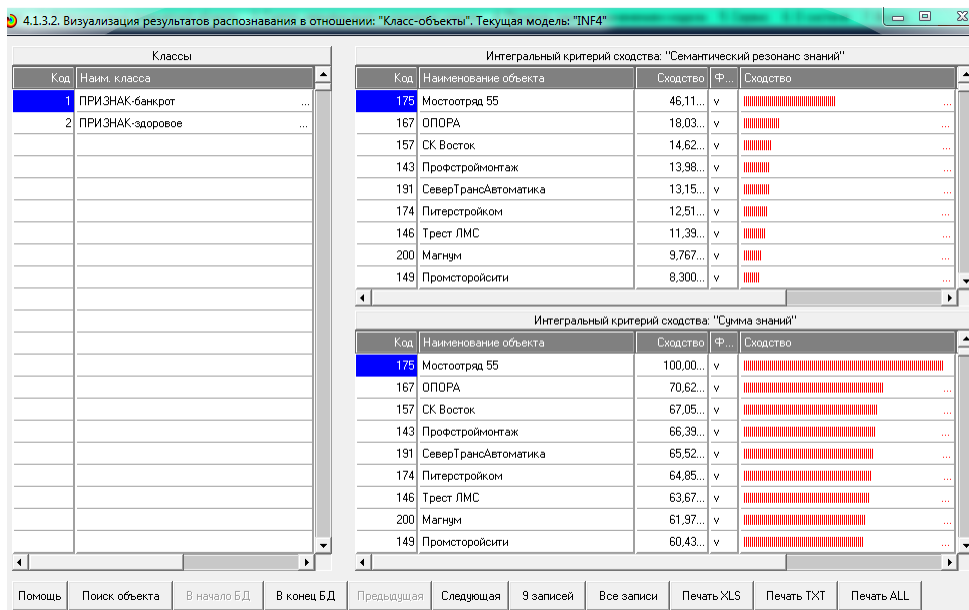 4.1.3.2. Визуализация результатов распознавания в отношении: "Класс-объекты". Текущая модель: "INF4"
Классы
Код Наим. класса
1 ПРИЗНАК-банкрот ...
2 ПРИЗНАК-здоровое ...
Интегральный критерий сходства: "Семантический резонанс знаний"
Код Наименование объекта Сходство Ф... Сходство
175 Мостоотряд 55 46,11... v ...
167 ОПОРА 18,03... v ...
157 СК Восток 14,62... v ...
143 Профстроймонтаж 13,98... v ...
191 СеверТрансАвтоматика 13,15... v ...
174 Питерстройком 12,51... v ...
146 Трест ЛМС 11,39... v ...
200 Магнум 9,767... v ...
149 Промсторойсити 8,300... v ...
Интегральный критерий сходства: "Сумма знаний"
Код Наименование объекта Сходство Ф... Сходство
175 Мостоотряд 55 100,00... v
167 ОПОРА 70,62... v ...
157 СК Восток 67,05... v ...
143 Профстроймонтаж 66,39... v ...
191 СеверТрансАвтоматика 65,52... v ...
174 Питерстройком 64,85... v ...
146 Трест ЛМС 63,67... v ...
200 Магнум 61,97... v ...
149 Промсторойсити 60,43... v ...
Помощь Поиск объекта В начало БД В конец БД Предыдущая Следующая 9 записей Все записи Печать XLS Печать TXT Печать ALL